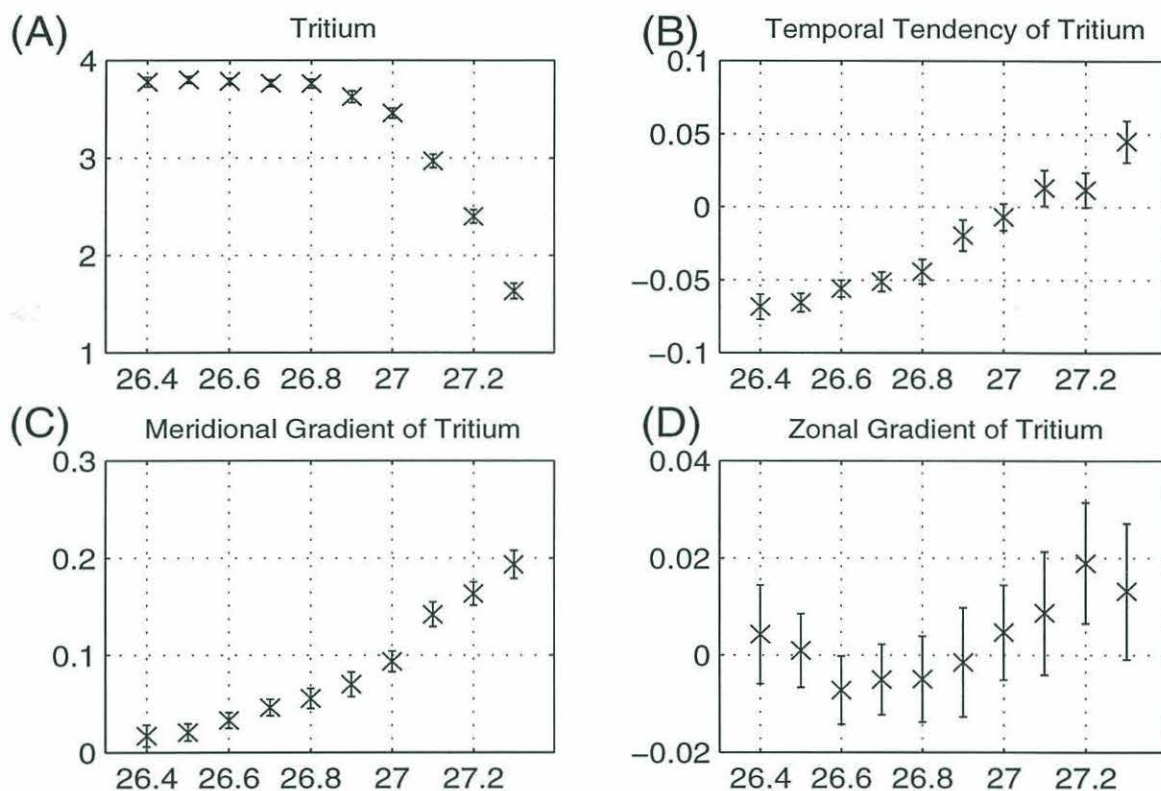 (A) Tritium
4
3
2
1
26.4 26.6 26.8 27 27.2
(B) Temporal Tendency of Tritium
0.1
0.05
0
−0.05
−0.1
26.4 26.6 26.8 27 27.2
(C) Meridional Gradient of Tritium
0.3
0.2
0.1
0
26.4 26.6 26.8 27 27.2
(D) Zonal Gradient of Tritium
0.04
0.02
0
−0.02
26.4 26.6 26.8 27 27.2